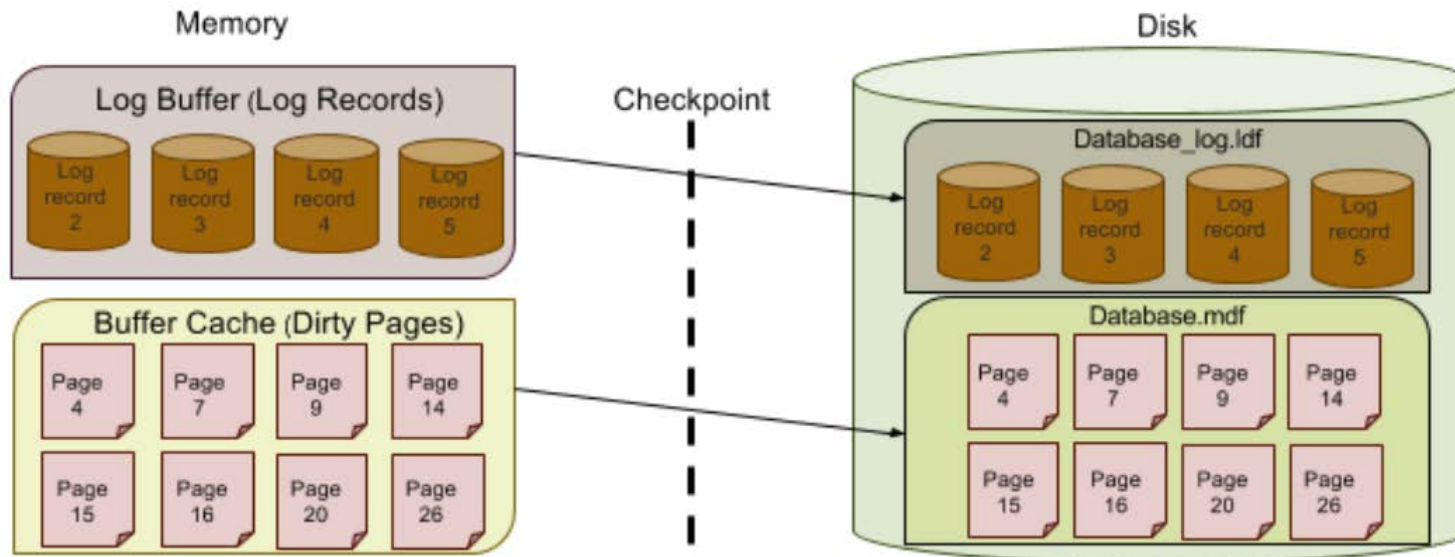 Memory
Disk
Log Buffer (Log Records)
Checkpoint
Database_log.ldf
Log
record
2
Log
record
3
Log
record
4
Log
record
5
Log
record
2
Log
record
3
Log
record
4
Log
record
5
Buffer Cache (Dirty Pages)
Database.mdf
Page
4
Page
7
Page
9
Page
14
Page
15
Page
16
Page
20
Page
26
Page
4
Page
7
Page
9
Page
14
Page
15
Page
16
Page
20
Page
26